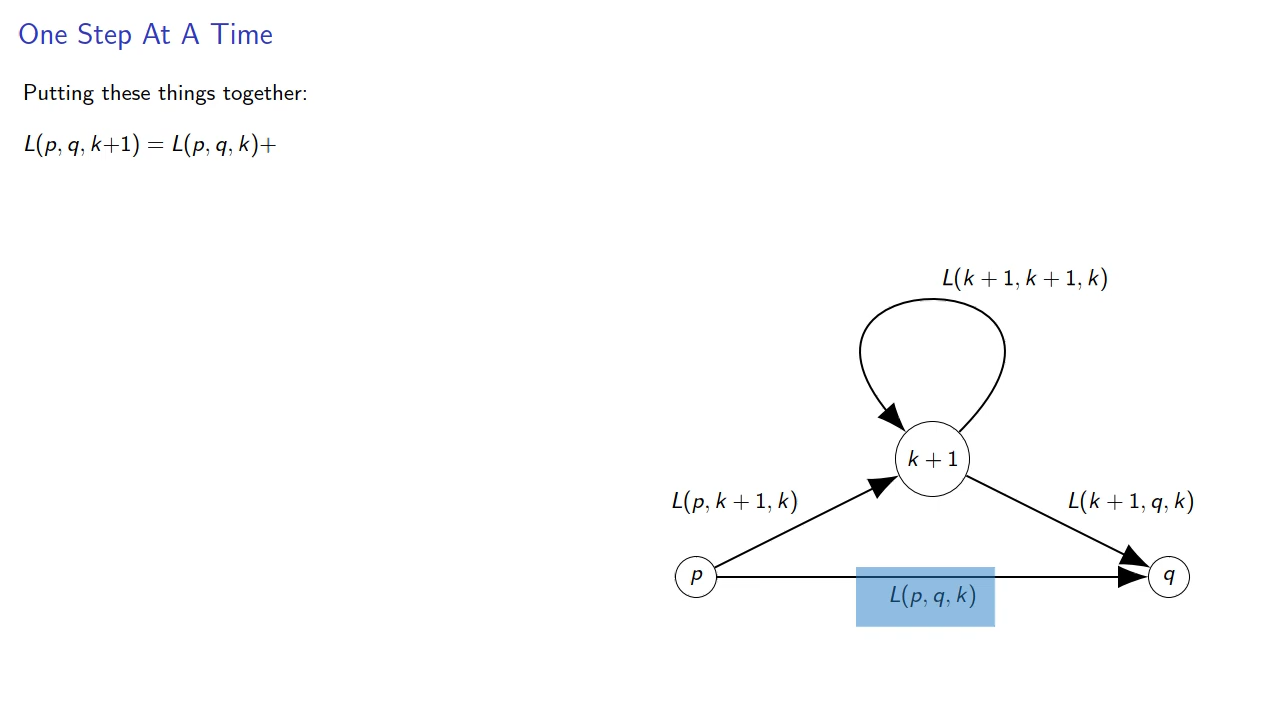 One Step At A Time
Putting these things together:
L(p, q, k+1) = L(p, q, k)+
L(k + 1, k + 1, k)
k + 1
L(p, k + 1, k)
L(k + 1, q, k)
p
q
L(p, q, k)